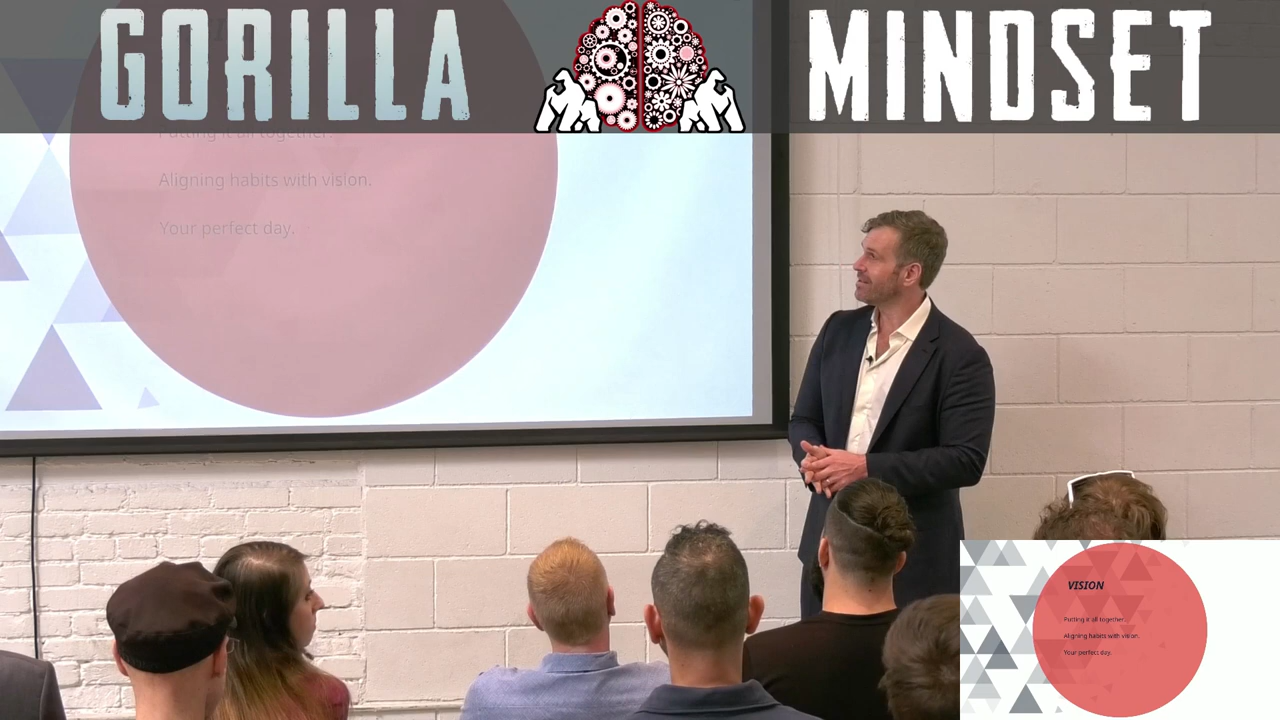 GORILLA MINDSET
Putting it all together.
Aligning habits with vision.
Your perfect day.
VISION
Putting it all together.
Aligning habits with vision.
Your perfect day.